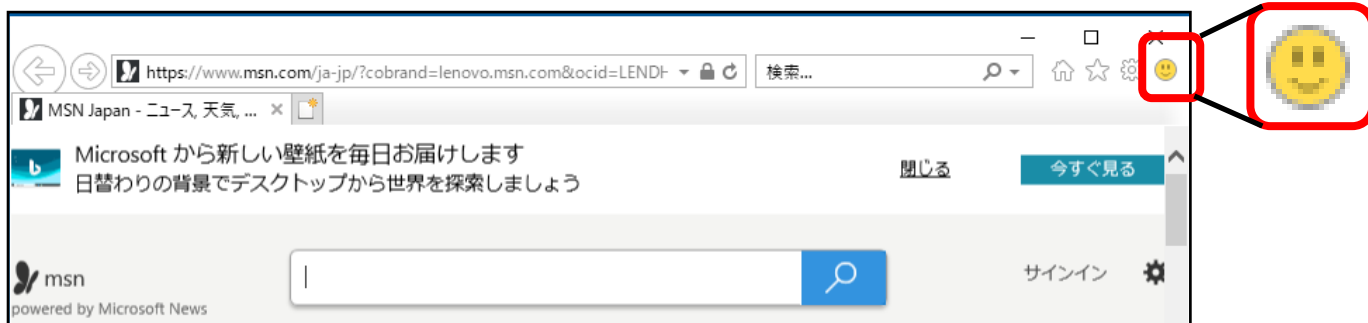 https://www.msn.com/ja-jp/?cobrand=lenovo.msn.com&ocid=LENDH
検索...
MSN Japan - ニュース, 天気, ...
Microsoft から新しい壁紙を毎日お届けします
日替わりの背景でデスクトップから世界を探索しましょう
閉じる
今すぐ見る
b
msn
powered by Microsoft News
サインイン